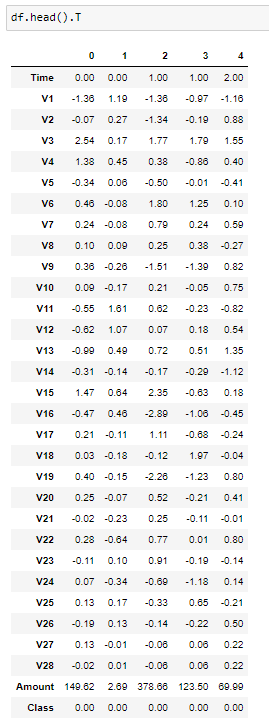 df.head().T
0 1 2 3 4
Time 0.00 0.00 1.00 1.00 2.00
V1 -1.36 1.19 -1.36 -0.97 -1.16
V2 -0.07 0.27 -1.34 -0.19 0.88
V3 2.54 0.17 1.77 1.79 1.55
V4 1.38 0.45 0.38 -0.86 0.40
V5 -0.34 0.06 -0.50 -0.01 -0.41
V6 0.46 -0.08 1.80 1.25 0.10
V7 0.24 -0.08 0.79 0.24 0.59
V8 0.10 0.09 0.25 0.38 -0.27
V9 0.36 -0.26 -1.51 -1.39 0.82
V10 0.09 -0.17 0.21 -0.05 0.75
V11 -0.55 1.61 0.62 -0.23 -0.82
V12 -0.62 1.07 0.07 0.18 0.54
V13 -0.99 0.49 0.72 0.51 1.35
V14 -0.31 -0.14 -0.17 -0.29 -1.12
V15 1.47 0.64 2.35 -0.63 0.18
V16 -0.47 0.46 -2.89 -1.06 -0.45
V17 0.21 -0.11 1.11 -0.68 -0.24
V18 0.03 -0.18 -0.12 1.97 -0.04
V19 0.40 -0.15 -2.26 -1.23 0.80
V20 0.25 -0.07 0.52 -0.21 0.41
V21 -0.02 -0.23 0.25 -0.11 -0.01
V22 0.28 -0.64 0.77 0.01 0.80
V23 -0.11 0.10 0.91 -0.19 -0.14
V24 0.07 -0.34 -0.69 -1.18 0.14
V25 0.13 0.17 -0.33 0.65 -0.21
V26 -0.19 0.13 -0.14 -0.22 0.50
V27 0.13 -0.01 -0.06 0.06 0.22
V28 -0.02 0.01 -0.06 0.06 0.22
Amount 149.62 2.69 378.66 123.50 69.99
Class 0.00 0.00 0.00 0.00 0.00